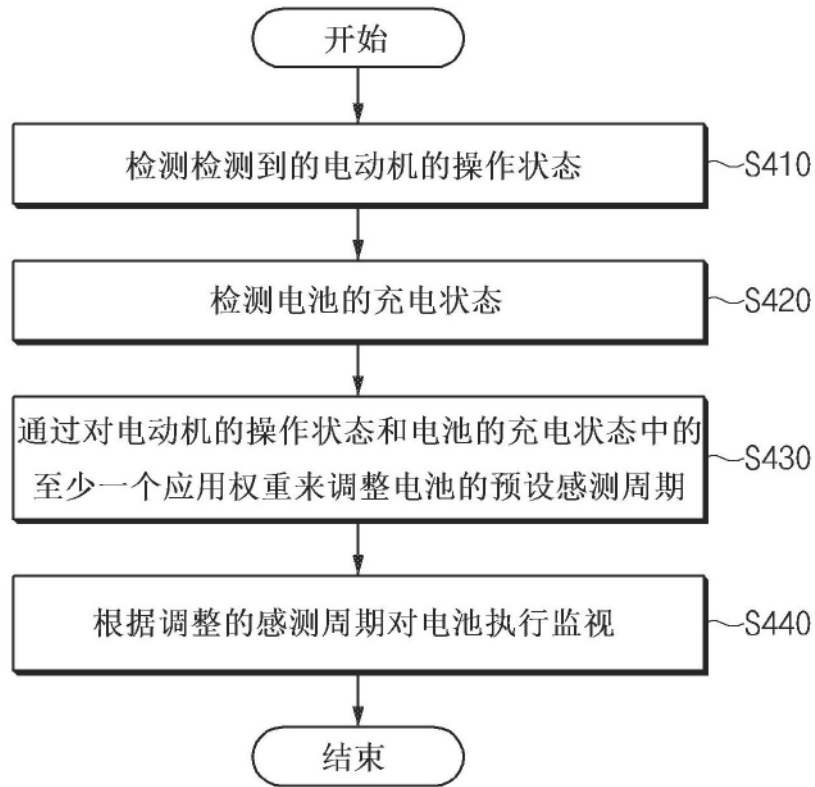 开始
检测检测到的电动机的操作状态
S410
检测电池的充电状态
S420
通过对电动机的操作状态和电池的充电状态中的
至少一个应用权重来调整电池的预设感测周期
S430
根据调整的感测周期对电池执行监视
S440
结束